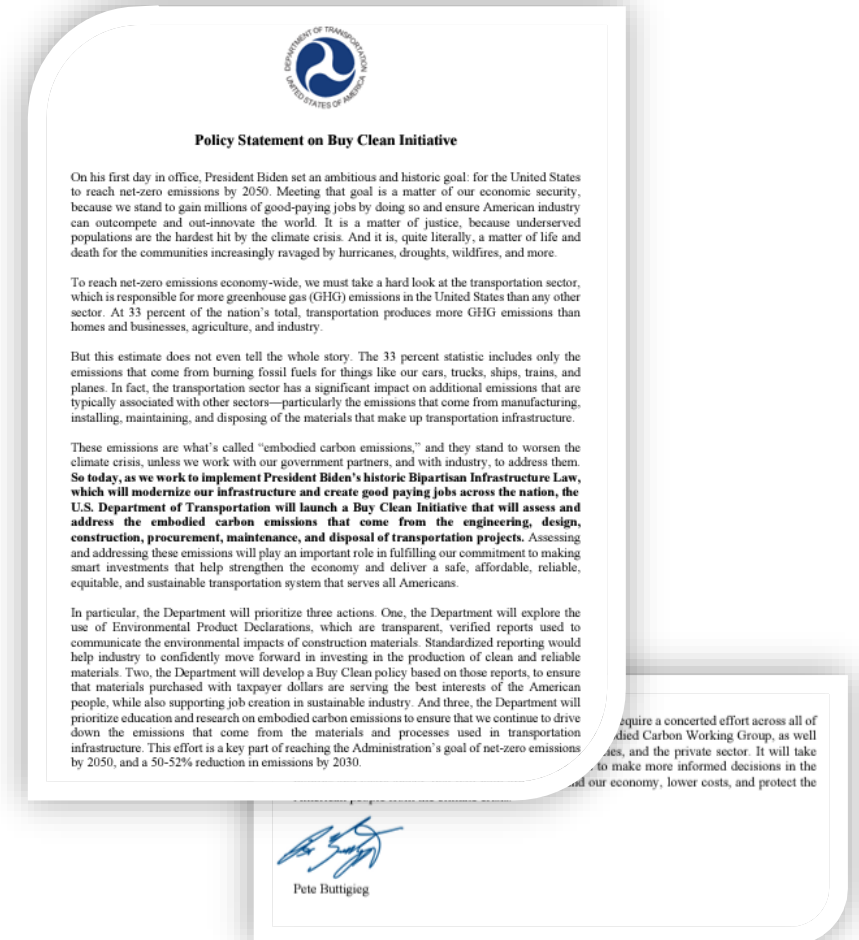 DEPARTMENT OF TRANSPORTATION
UNITED STATES OF AMERICA
Policy Statement on Buy Clean Initiative
On his first day in office, President Biden set an ambitious and historic goal: for the United States
to reach net-zero emissions by 2050. Meeting that goal is a matter of our economic security,
because we stand to gain millions of good-paying jobs by doing so and ensure American industry
can outcompete and out-innovate the world. It is a matter of justice, because underserved
populations are the hardest hit by the climate crisis. And it is, quite literally, a matter of life and
death for the communities increasingly ravaged by hurricanes, droughts, wildfires, and more.
To reach net-zero emissions economy-wide, we must take a hard look at the transportation sector,
which is responsible for more greenhouse gas (GHG) emissions in the United States than any other
sector. At 33 percent of the nation's total, transportation produces more GHG emissions than
homes and businesses, agriculture, and industry.
But this estimate does not even tell the whole story. The 33 percent statistic includes only the
emissions that come from burning fossil fuels for things like our cars, trucks, ships, trains, and
planes. In fact, the transportation sector has a significant impact on additional emissions that are
typically associated with other sectors—particularly the emissions that come from manufacturing,
installing, maintaining, and disposing of the materials that make up transportation infrastructure.
These emissions are what's called “embodied carbon emissions,” and they stand to worsen the
climate crisis, unless we work with our government partners, and with industry, to address them.
So today, as we work to implement President Biden's historic Bipartisan Infrastructure Law,
which will modernize our infrastructure and create good paying jobs across the nation, the
U.S. Department of Transportation will launch a Buy Clean Initiative that will assess and
address the embodied carbon emissions that come from the engineering, design,
construction, procurement, maintenance, and disposal of transportation projects. Assessing
and addressing these emissions will play an important role in fulfilling our commitment to making
smart investments that help strengthen the economy and deliver a safe, affordable, reliable,
equitable, and sustainable transportation system that serves all Americans.
In particular, the Department will prioritize three actions. One, the Department will explore the
use of Environmental Product Declarations, which are transparent, verified reports used to
communicate the environmental impacts of construction materials. Standardized reporting would
help industry to confidently move forward in investing in the production of clean and reliable
materials. Two, the Department will develop a Buy Clean policy based on those reports, to ensure
that materials purchased with taxpayer dollars are serving the best interests of the American
people, while also supporting job creation in sustainable industry. And three, the Department will
prioritize education and research on embodied carbon emissions to ensure that we continue to drive
down the emissions that come from the materials and processes used in transportation
infrastructure. This effort is a key part of reaching the Administration's goal of net-zero emissions
by 2050, and a 50-52% reduction in emissions by 2030.
a concerted effort across all of
Carbon Working Group, as well
and the private sector. It will take
to make more informed decisions in the
our economy, lower costs, and protect the
Pete Buttigieg